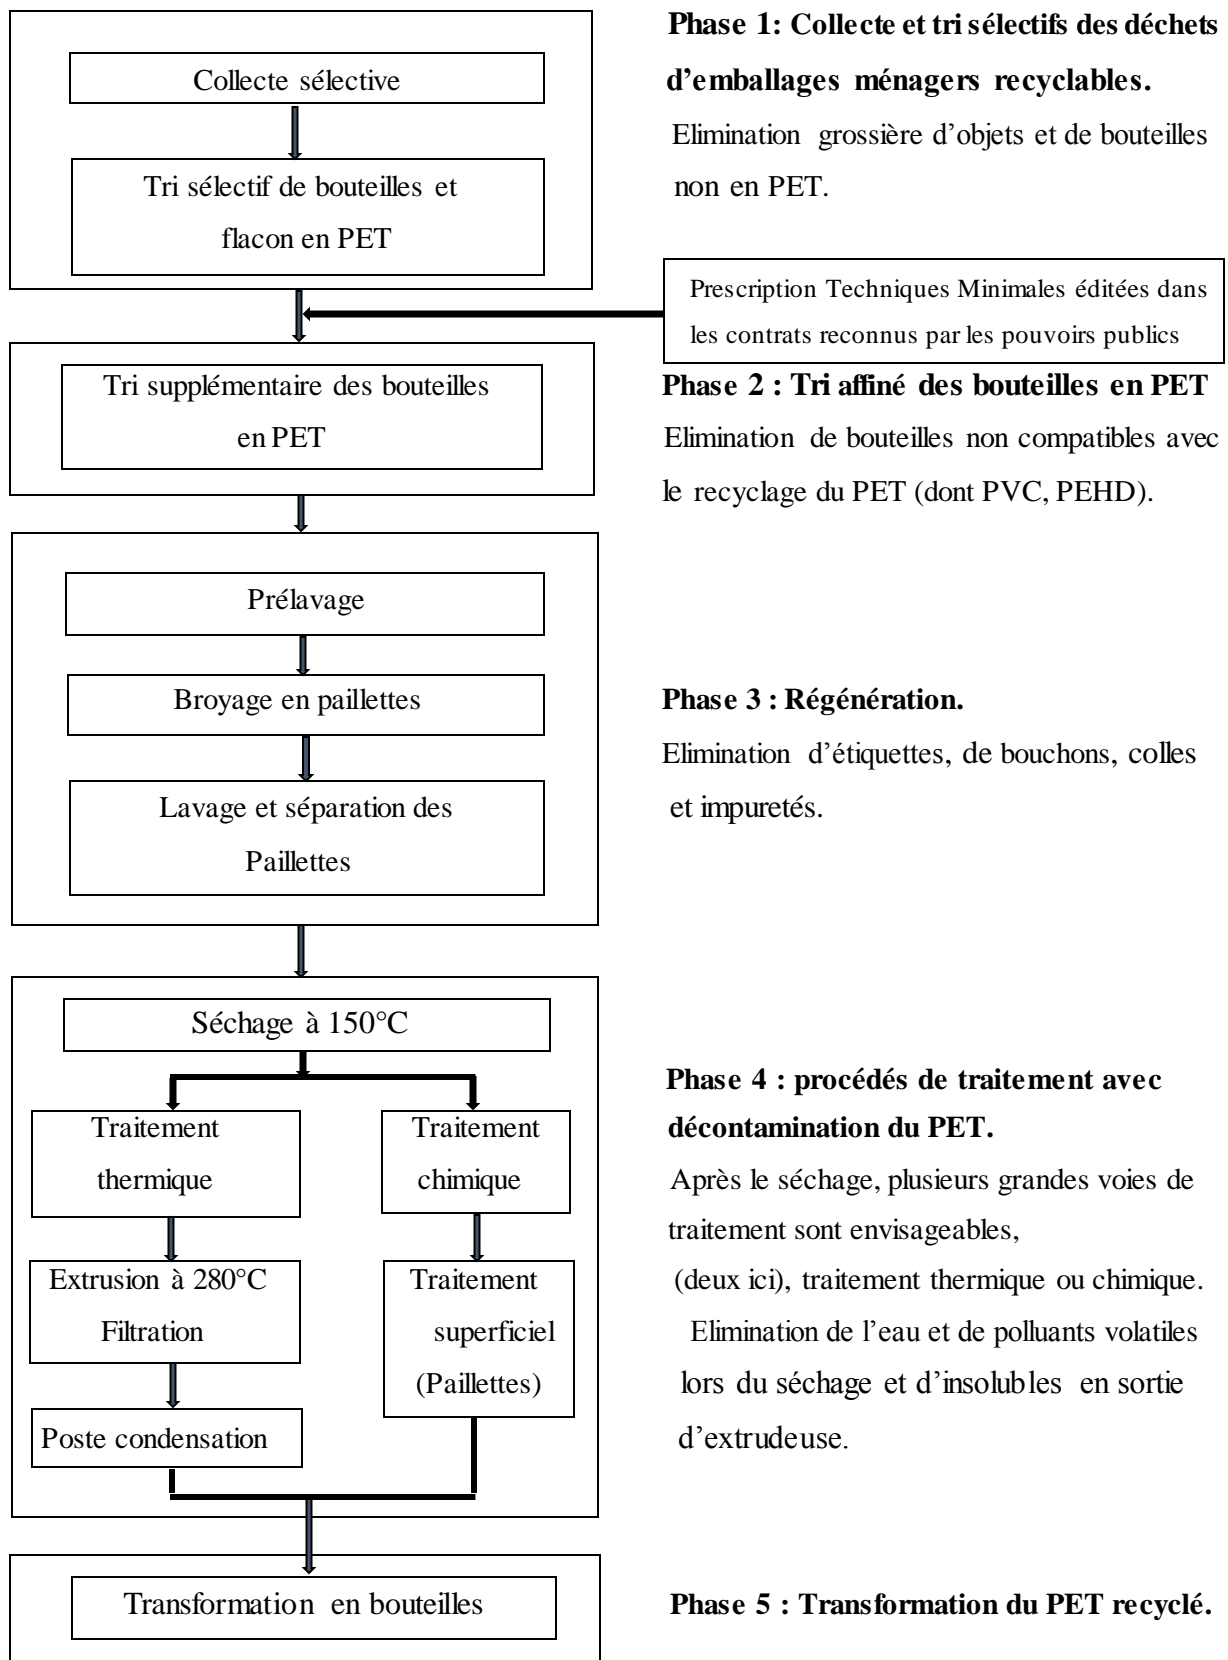 Phase 1: Collecte et tri sélectifs des déchets
d’emballages ménagers recyclables.
Elimination grossière d’objets et de bouteilles
non en PET.
Collecte sélective
Tri sélectif de bouteilles et
flacon en PET
Prescription Techniques Minimales éditées dans
les contrats reconnus par les pouvoirs publics
Tri supplémentaire des bouteilles
en PET
Phase 2 : Tri affiné des bouteilles en PET
Elimination de bouteilles non compatibles avec
le recyclage du PET (dont PVC, PEHD).
Prélavage
Broyage en paillettes
Lavage et séparation des
Paillettes
Phase 3 : Régénération.
Elimination d’étiquettes, de bouchons, colles
et impuretés.
Séchage à 150°C
Traitement
thermique
Traitement
chimique
Extrusion à 280°C
Filtration
Traitement
superficiel
(Paillettes)
Poste condensation
Phase 4 : procédés de traitement avec
décontamination du PET.
Après le séchage, plusieurs grandes voies de
traitement sont envisageables,
(deux ici), traitement thermique ou chimique.
Elimination de l’eau et de polluants volatiles
lors du séchage et d’insolubles en sortie
d’extrudeuse.
Transformation en bouteilles
Phase 5 : Transformation du PET recyclé.